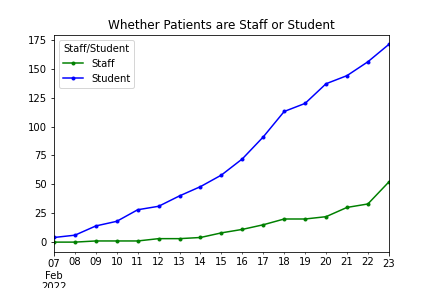 Whether Patients are Staff or Student
Staff/Student
Staff
Student
175
150
125
100
75
50
25
0
07 08 09 10 11 12 13 14 15 16 17 18 19 20 21 22 23
Feb
2022